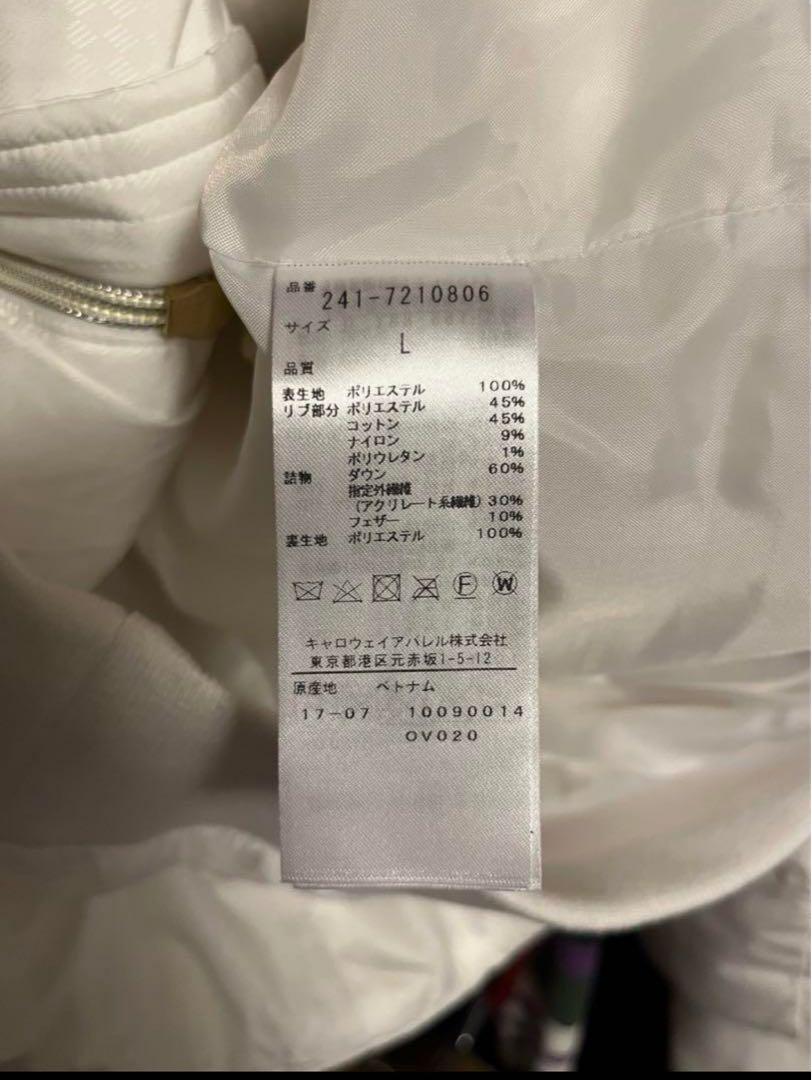 品番 241-7210806
サイズ
L
品質
表生地 ポリエステル 100%
リブ部分 ポリエステル 45%
コットン 45%
ナイロン 9%
ポリウレタン 1%
詰物 ダウン 60%
指定外繊維
(アクリレート系繊維) 30%
フェザー 10%
裏生地 ポリエステル 100%
F W
キャロウェイアパレル株式会社
東京都港区元赤坂1-5-12
原産地 ベトナム
17-07 10090014
OV020